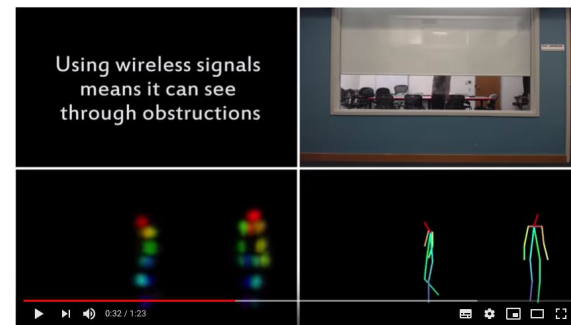 Using wireless signals
means it can see
through obstructions
0:32 / 1:23